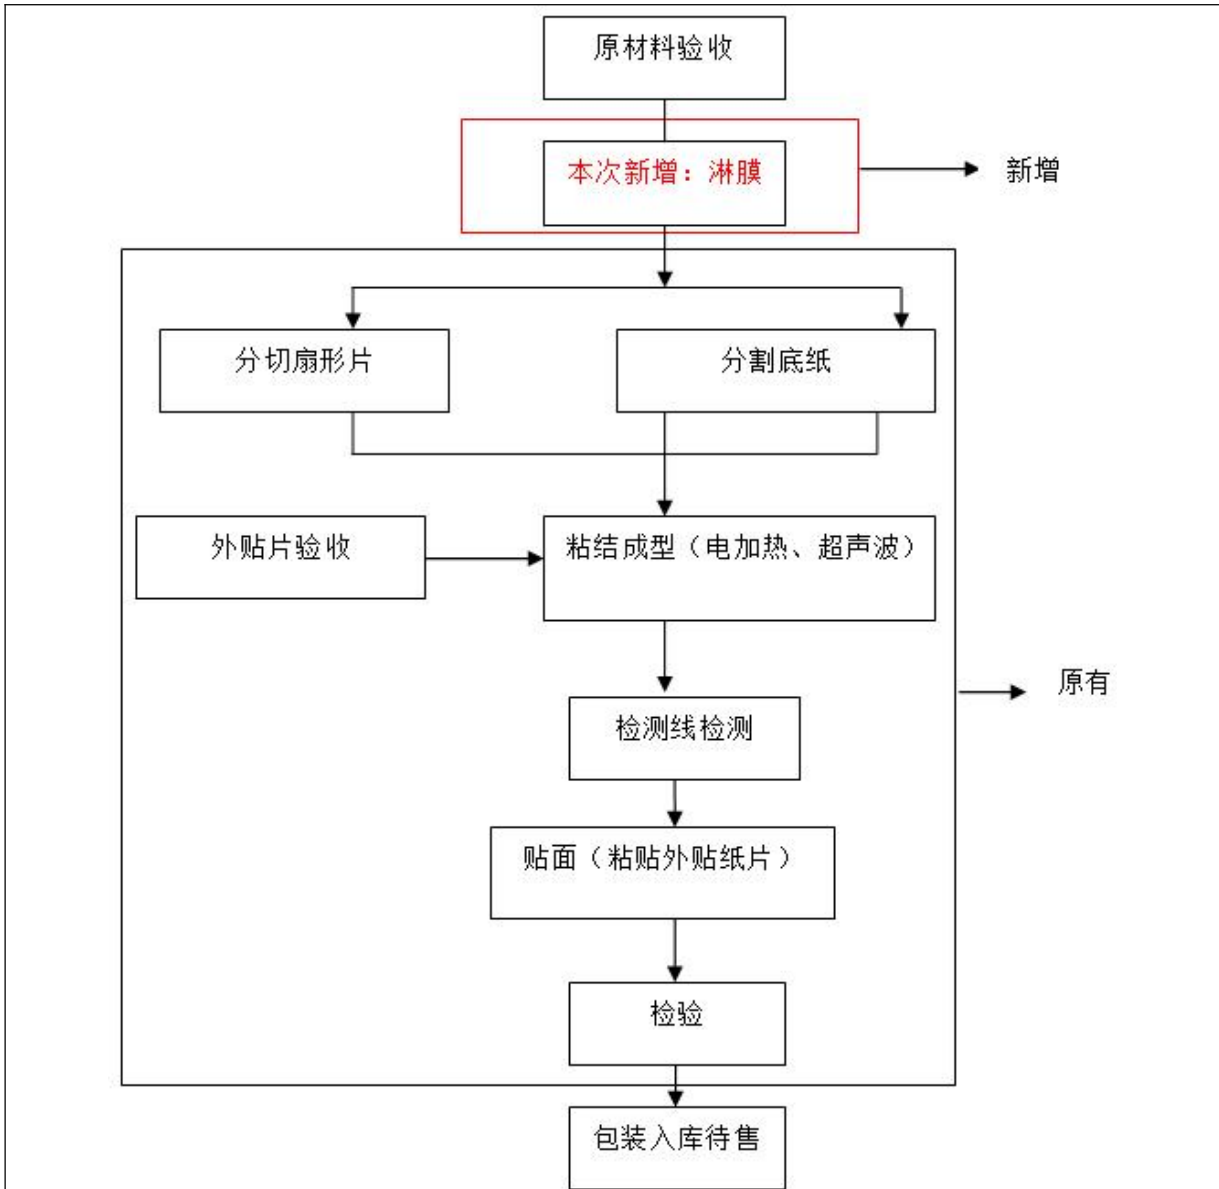 原材料验收
本次新增：淋膜
新增
分切扇形片
分割底纸
外贴片验收
粘结成型（电加热、超声波）
检测线检测
原有
贴面（粘贴外贴纸片）
检验
包装入库待售